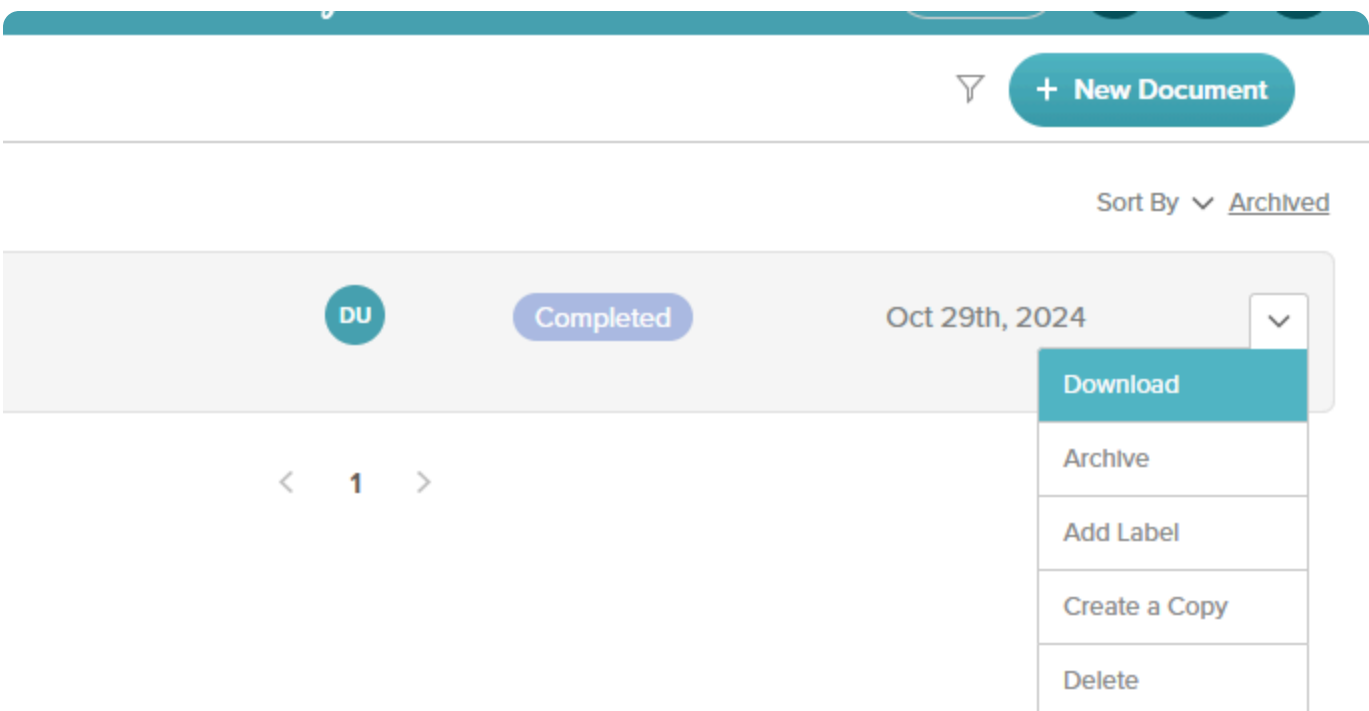 + New Document
Sort By Archived
DU Completed Oct 29th, 2024
Download
Archive
Add Label
1
Create a Copy
Delete